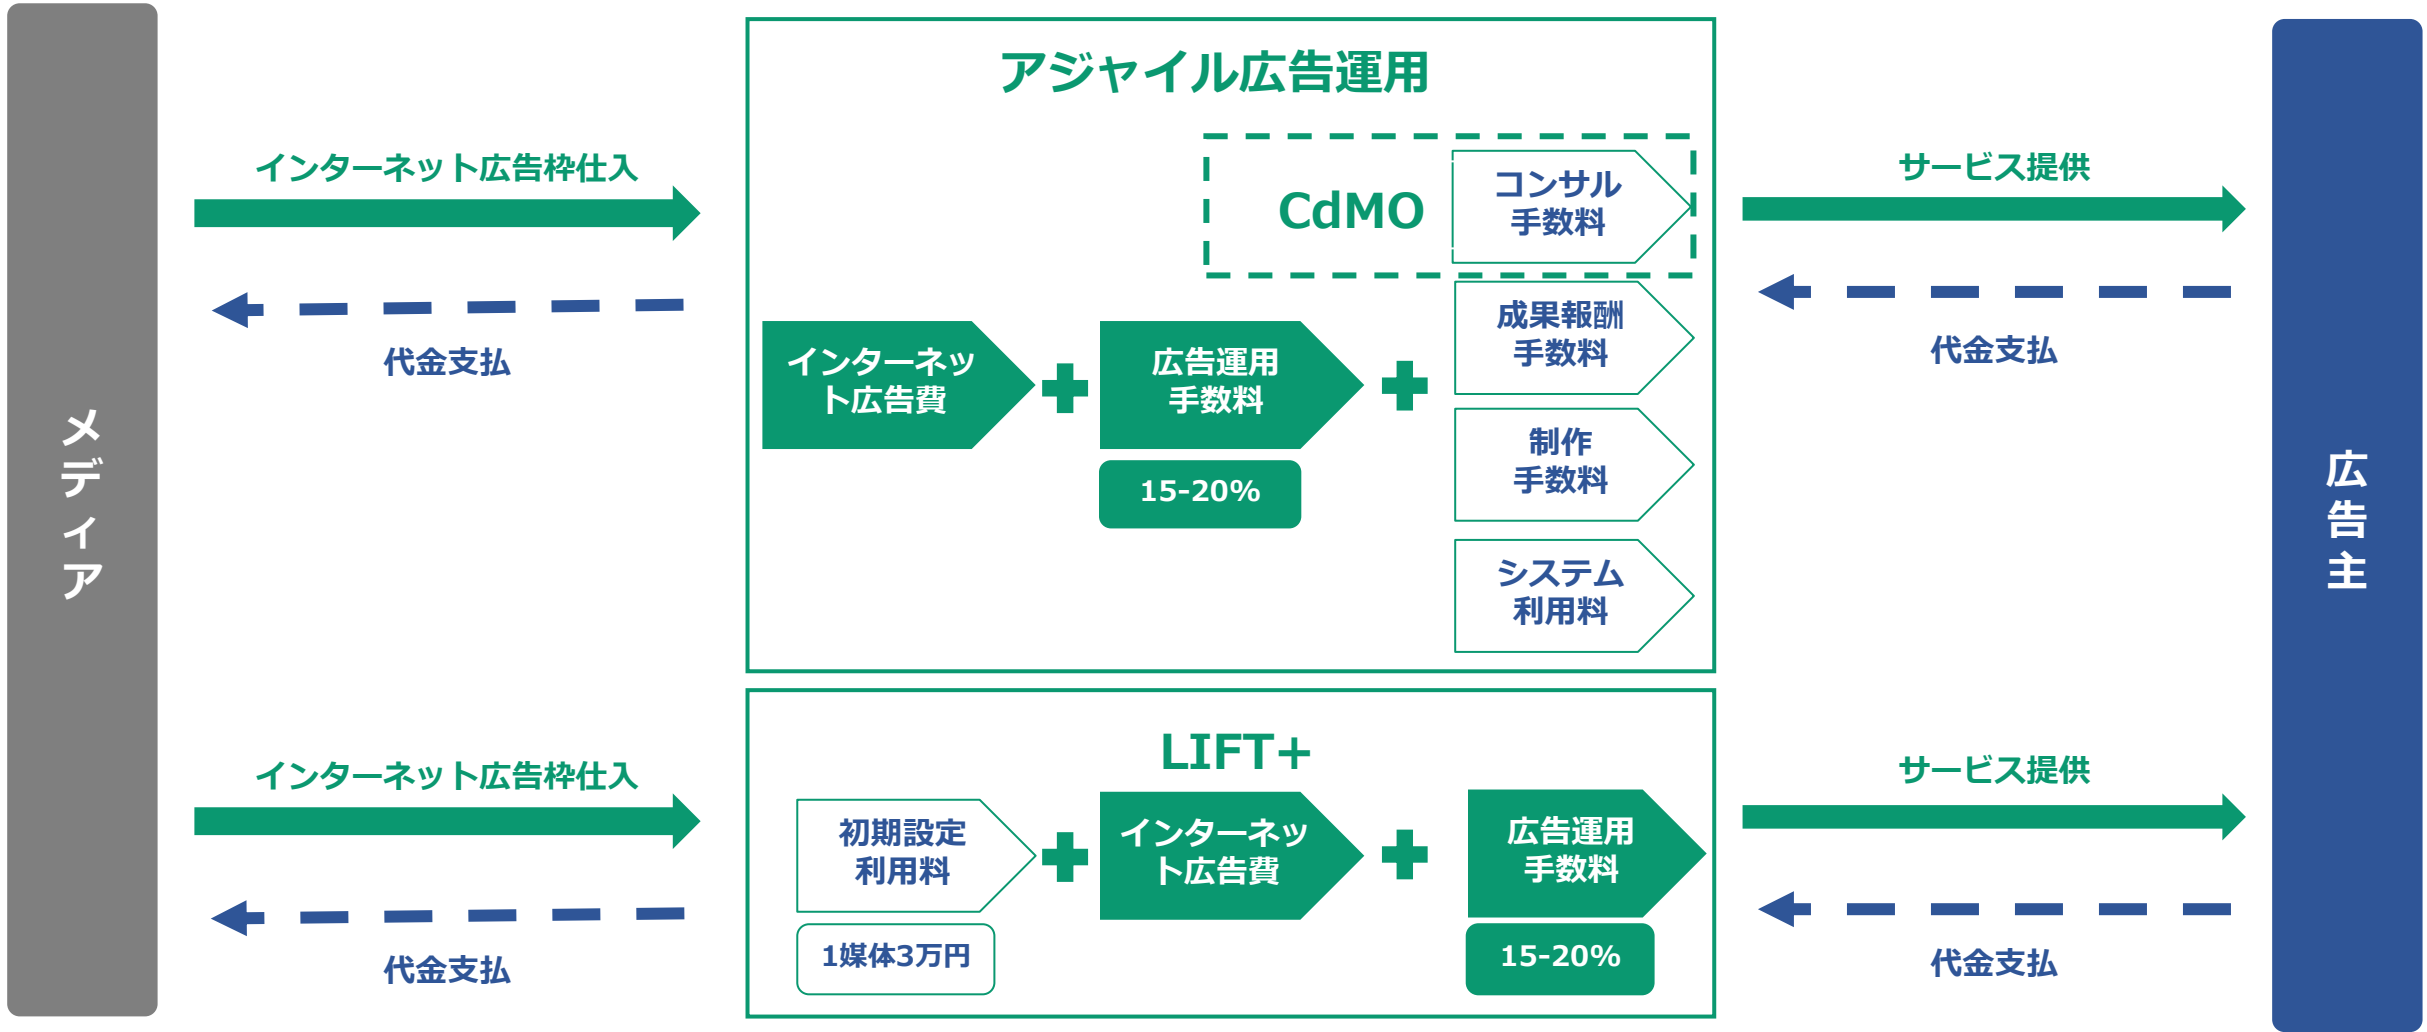 メディア
インターネット広告枠仕入
代金支払
アジャイル広告運用
CdMO
コンサル
手数料
インターネッ
ト広告費
広告運用
手数料
15-20%
成果報酬
手数料
制作
手数料
システム
利用料
サービス提供
代金支払
広告主
インターネット広告枠仕入
代金支払
LIFT+
初期設定
利用料
1媒体3万円
インターネッ
ト広告費
広告運用
手数料
15-20%
サービス提供
代金支払